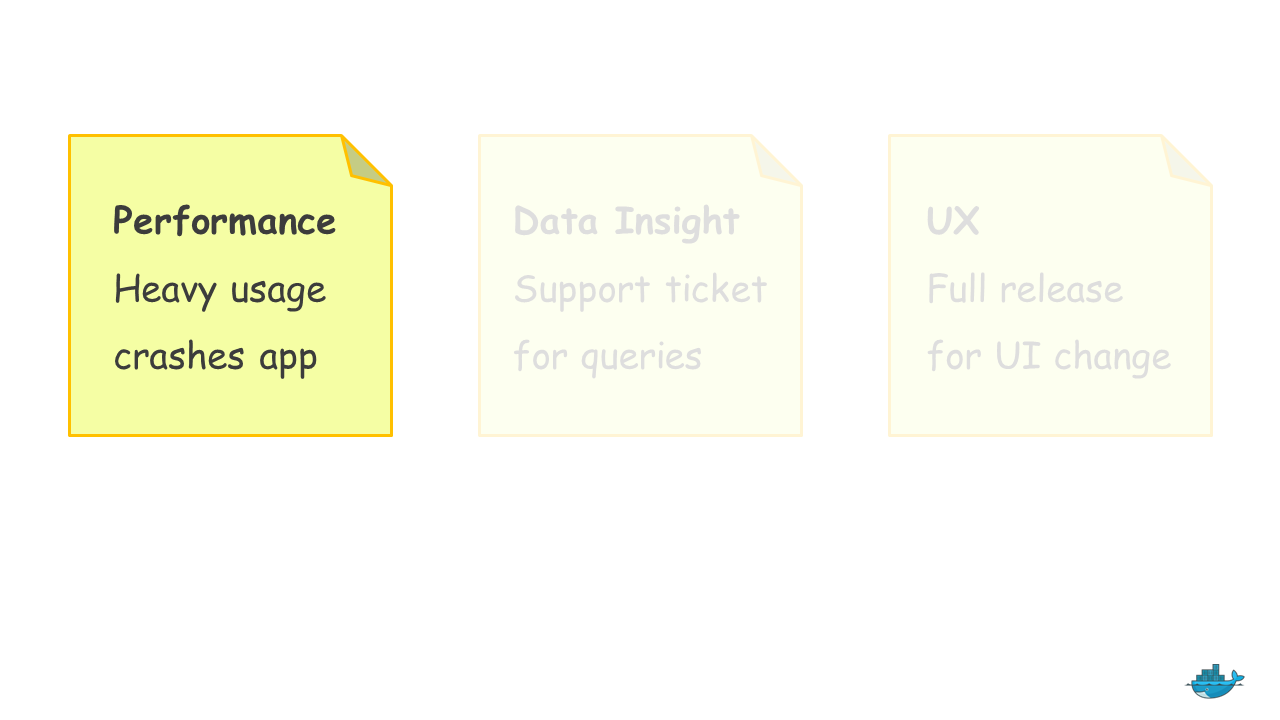 Performance
Heavy usage
crashes app
Data Insight
Support ticket
for queries
UX
Full release
for UI change